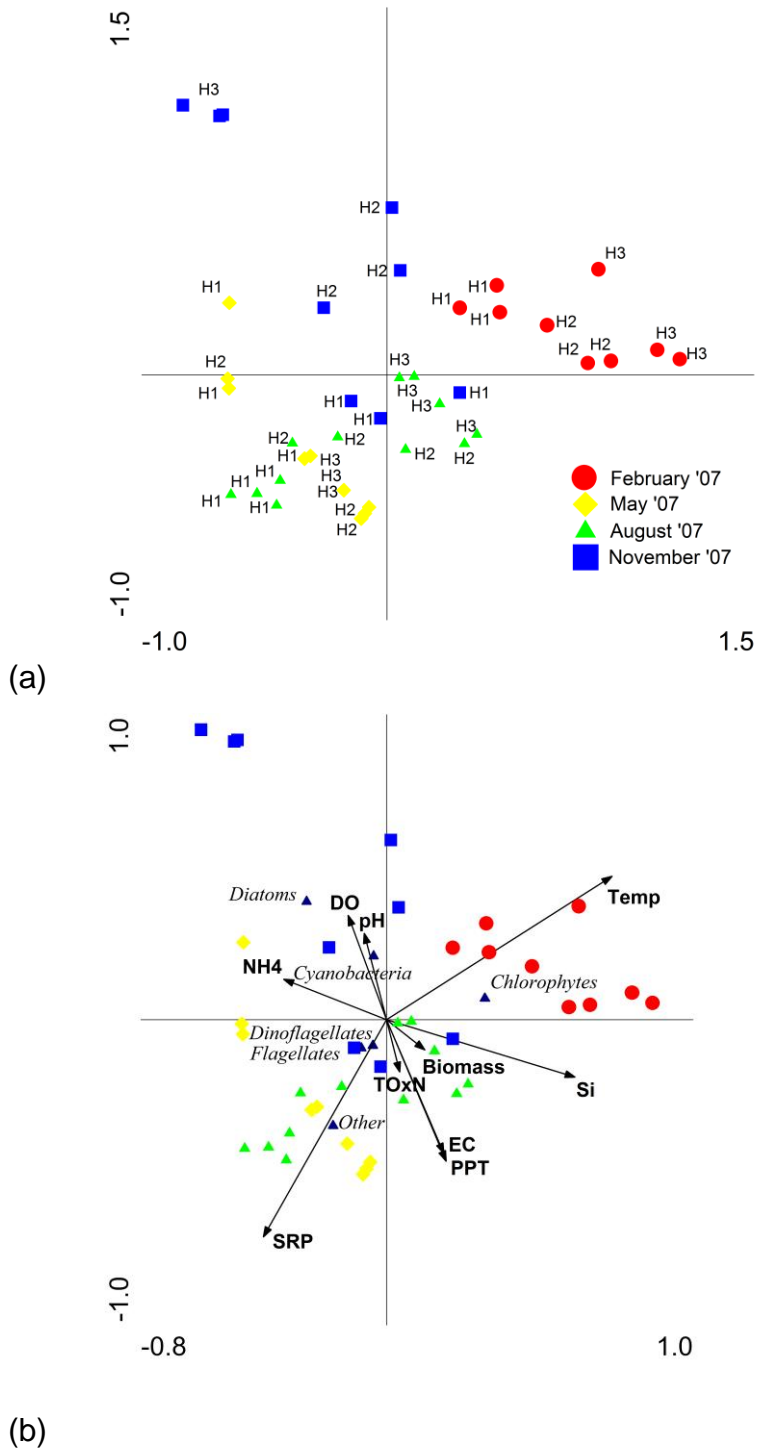 1.5
H3
H2
H2
H3
H1
H1
H2
H1
H1
H2
H3
H2
H2
H3
H2
H1
H3
H3
H1
H1
H1
H3
H2
H2
H3
H1
H3
H2
H2
H1
H3
H1
H1
H3
H2
H2
February '07
May '07
August '07
November '07
-1.0
-1.0 1.5
(a)
1.0
Diatoms
DO
pH
Temp
NH4
Cyanobacteria
Chlorophytes
Dinoflagellates
Flagellates
Biomass
TOxN
Si
Other
EC
PPT
SRP
-1.0
-0.8 1.0
(b)